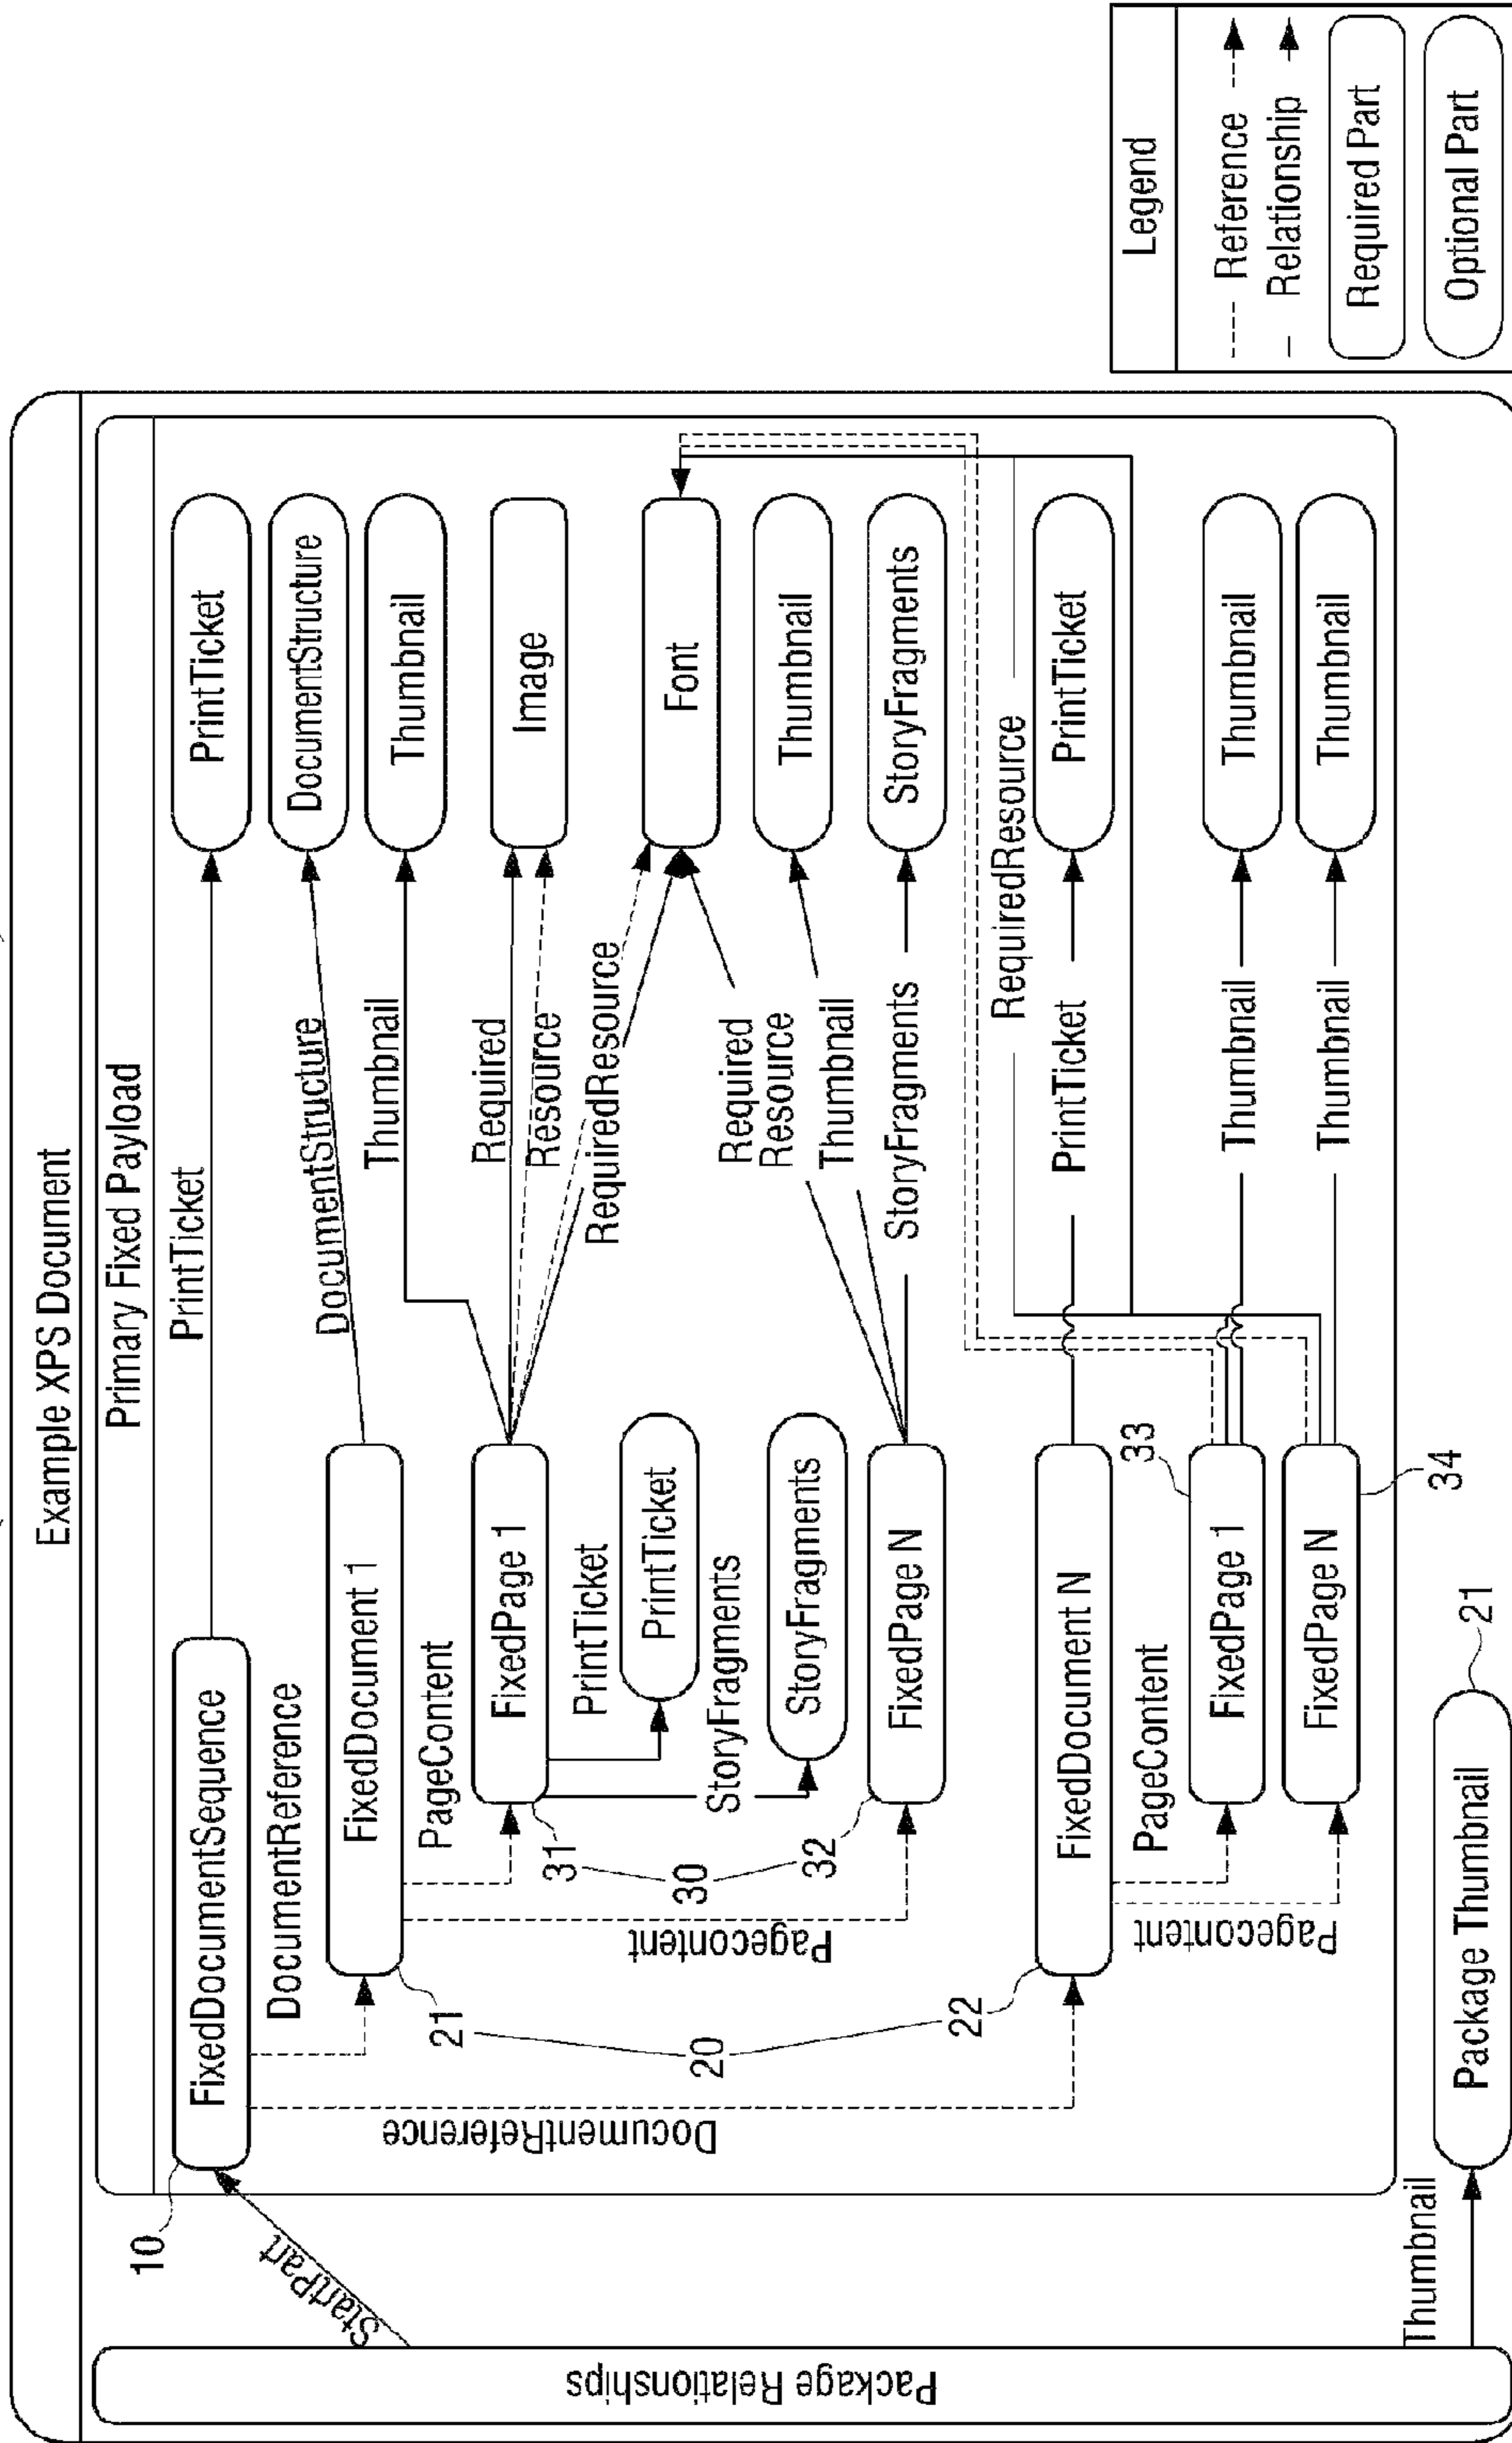 Example XPS Document
Primary Fixed Payload
Package Relationships
StartPart
10
FixedDocumentSequence
PrintTicket
PrintTicket
DocumentReference
DocumentReference
20
21
FixedDocument 1
DocumentStructure
DocumentStructure
PageContent
Pagecontent
30
31
FixedPage 1
Thumbnail
Thumbnail
Required
Resource
Image
RequiredResource
Font
PrintTicket
PrintTicket
StoryFragments
StoryFragments
32
FixedPage N
Required
Resource
Thumbnail
Thumbnail
StoryFragments
StoryFragments
RequiredResource
22
FixedDocument N
PrintTicket
PrintTicket
PageContent
Pagecontent
33
FixedPage 1
Thumbnail
Thumbnail
FixedPage N
34
Thumbnail
Thumbnail
Thumbnail
Package Thumbnail
21
Legend
Reference
Relationship
Required Part
Optional Part